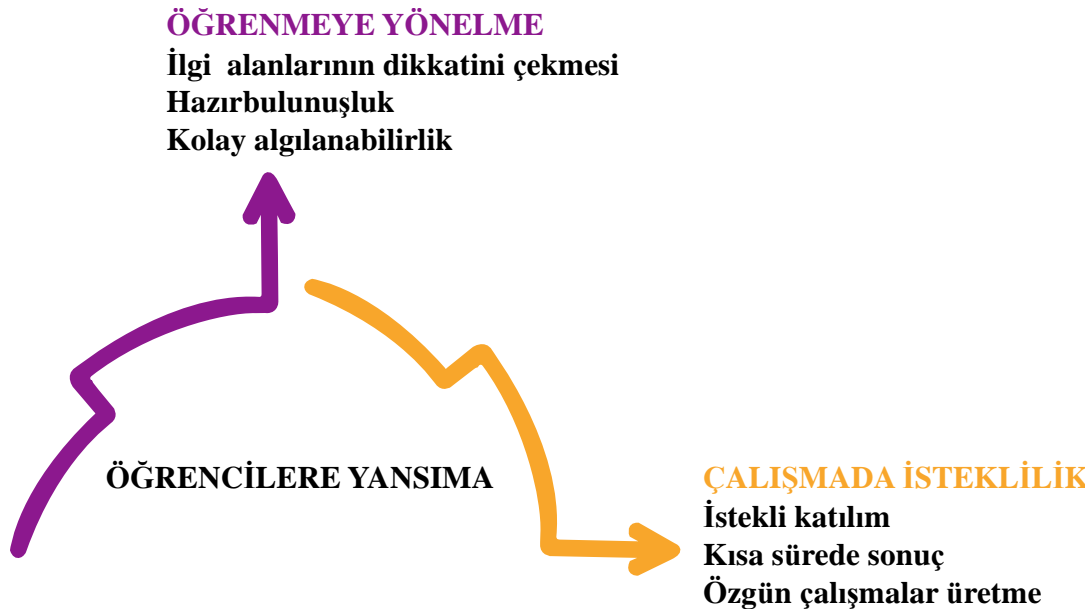 ÖĞRENMEYE YÖNELME
İlgi alanlarının dikkatini çekmesi
Hazırbulunuşluk
Kolay algılanabilirlik
ÖĞRENCİLERE YANSIMA
ÇALIŞMADA İSTEKLİLİK
İstekli katılım
Kısa sürede sonuç
Özgün çalışmalar üretme